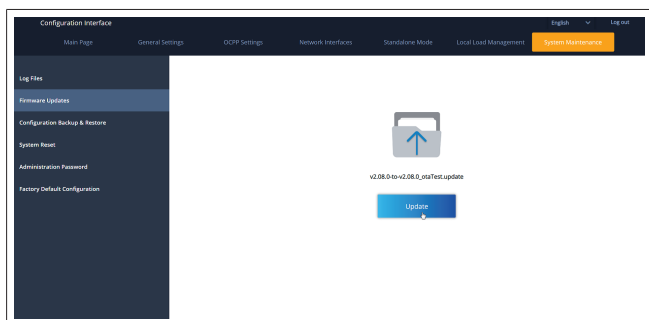 Configuration Interface
English
Log out
Main Page
General Settings
OCPP Settings
Network Interfaces
Standalone Mode
Local Load Management
System Maintenance
Log Files
Firmware Updates
Configuration Backup & Restore
System Reset
Administration Password
Factory Default Configuration
v2.08.0-to-v2.08.0_otaTest.update
Update